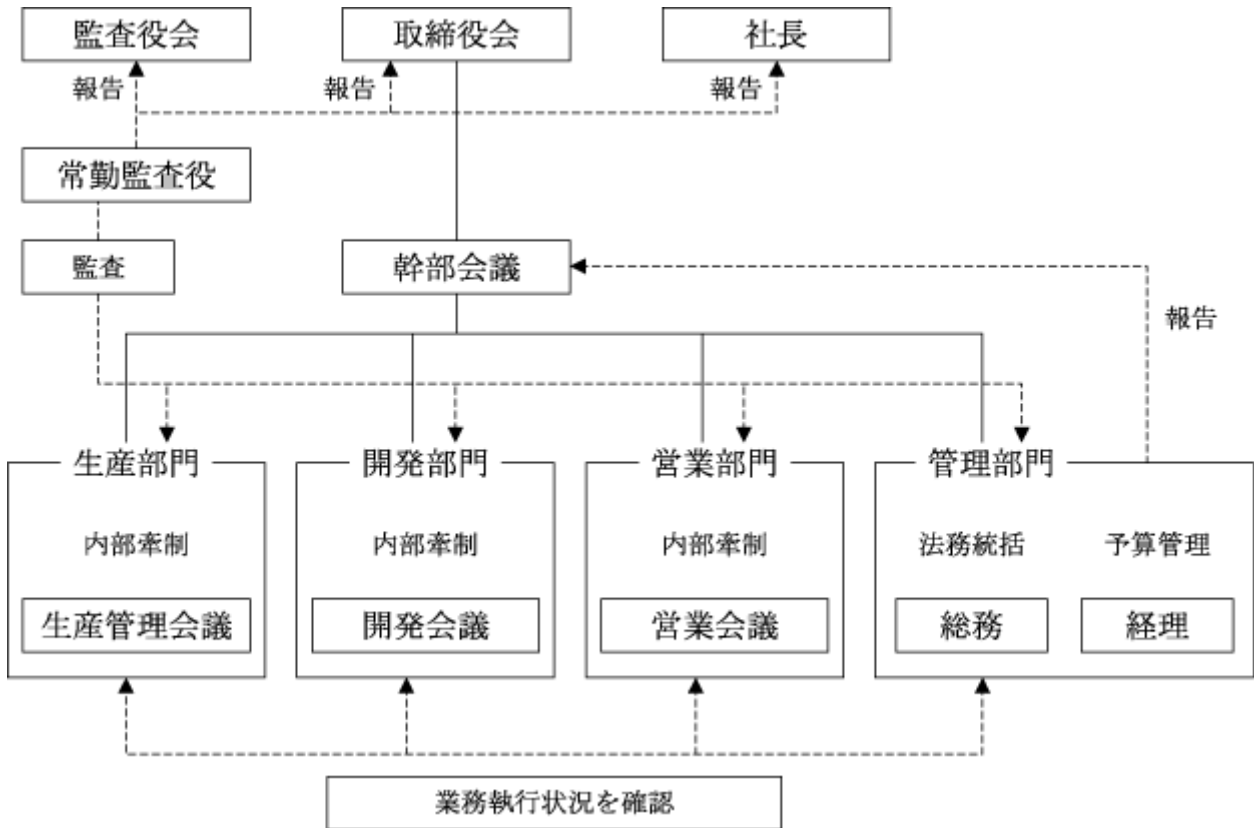 監査役会
取締役会
社長
報告
報告
報告
常勤監査役
監査
幹部会議
報告
生産部門
開発部門
営業部門
管理部門
内部牽制
内部牽制
内部牽制
法務統括
予算管理
生産管理会議
開発会議
営業会議
総務
経理
業務執行状況を確認